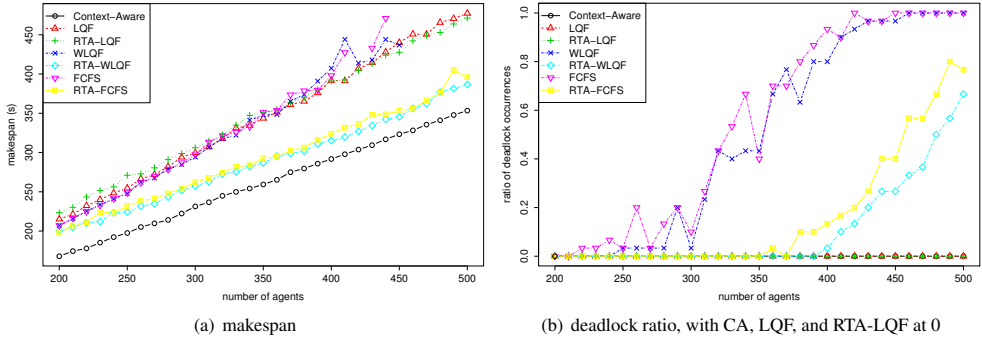 Context-Aware
LQF
RTA-LQF
WLQF
RTA-WLQF
FCFS
RTA-FCFS
makespan (s)
450
400
350
300
250
200
200
250
300
350
400
450
500
number of agents
(a) makespan
Context-Aware
LQF
RTA-LQF
WLQF
RTA-WLQF
FCFS
RTA-FCFS
ratio of deadlock occurrences
1.0
0.8
0.6
0.4
0.2
0.0
200
250
300
350
400
450
500
number of agents
(b) deadlock ratio, with CA, LQF, and RTA-LQF at 0